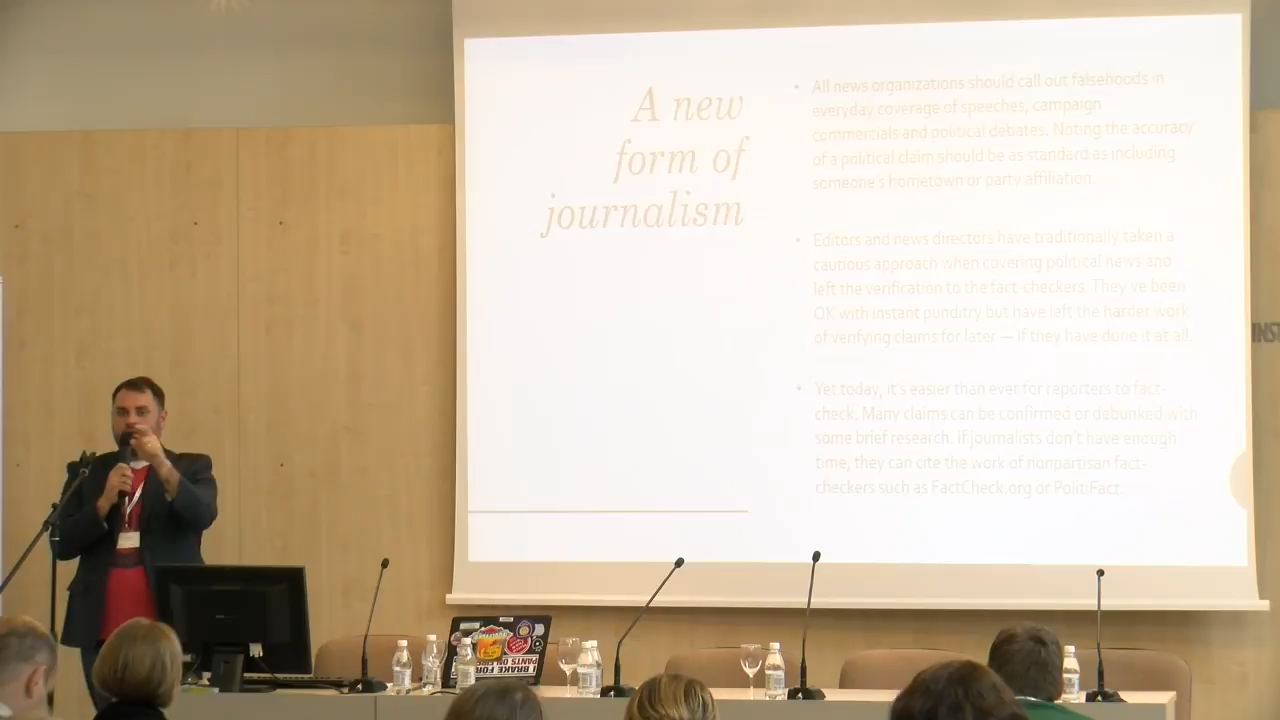 A new
form of
journalism
All news organizations should call out falsehoods in
everyday coverage of speeches, campaign
commercials and political debates. Noting the accuracy
of a political claim should be as standard as including
someone's hometown or party affiliation.
Editors and news directors have traditionally taken a
cautious approach when covering political news and
left the verification to the fact-checkers. They've been
OK with instant punditry but have left the harder work
of verifying claims for later — if they have done it at all.
Yet today, it's easier than ever for reporters to fact-
check. Many claims can be confirmed or debunked with
some brief research. If journalists don't have enough
time, they can cite the work of nonpartisan fact-
checkers such as FactCheck.org or PolitiFact.
INS
I BRAKE FOR
PANTS ON